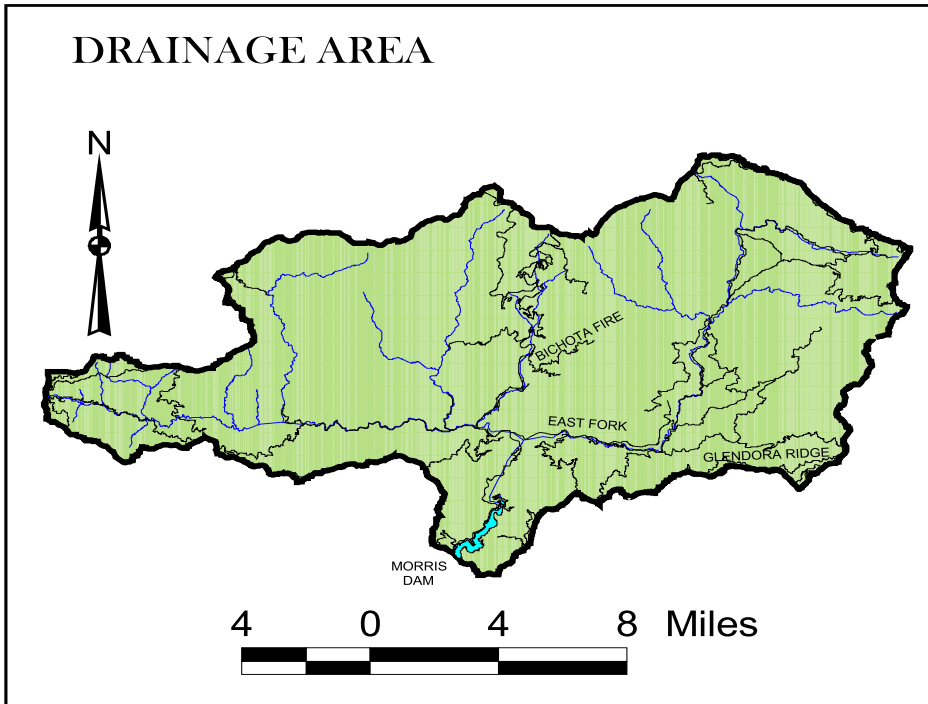 DRAINAGE AREA
N
BICHOTA FIRE
EAST FORK
GLENDORA RIDGE
MORRIS
DAM
4 0 4 8 Miles